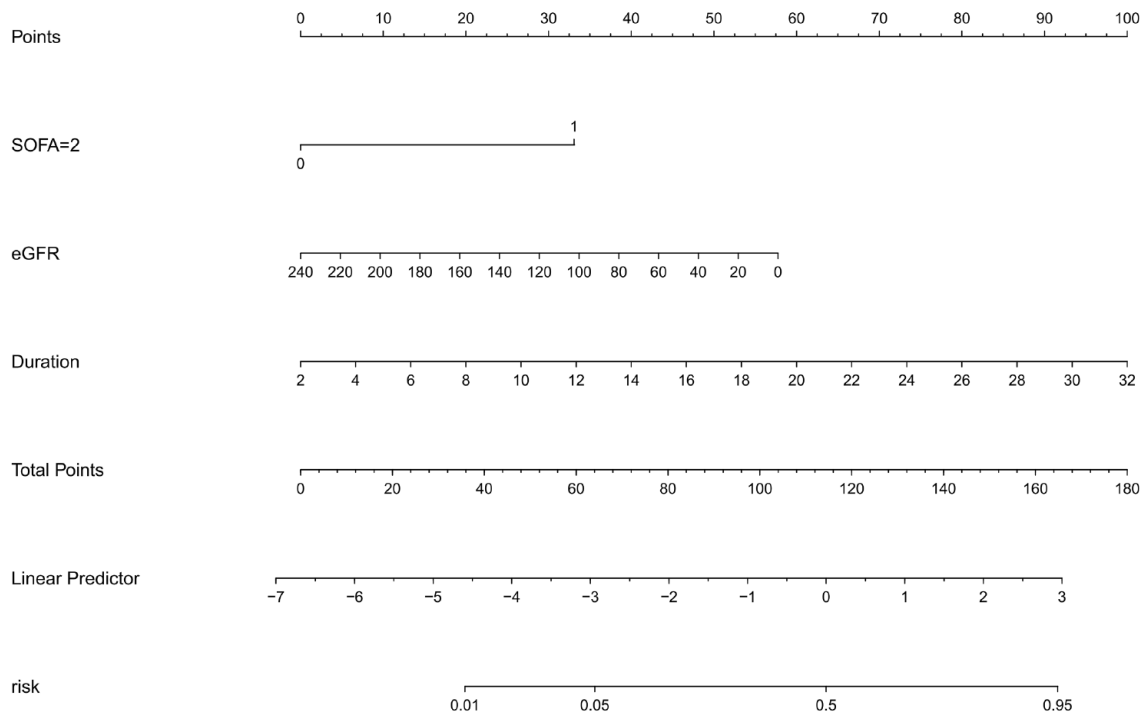 0 10 20 30 40 50 60 70 80 90 100
Points
1
SOFA=2
0
eGFR
240 220 200 180 160 140 120 100 80 60 40 20 0
Duration
2 4 6 8 10 12 14 16 18 20 22 24 26 28 30 32
Total Points
0 20 40 60 80 100 120 140 160 180
Linear Predictor
−7 −6 −5 −4 −3 −2 −1 0 1 2 3
risk
0.01 0.05 0.5 0.95